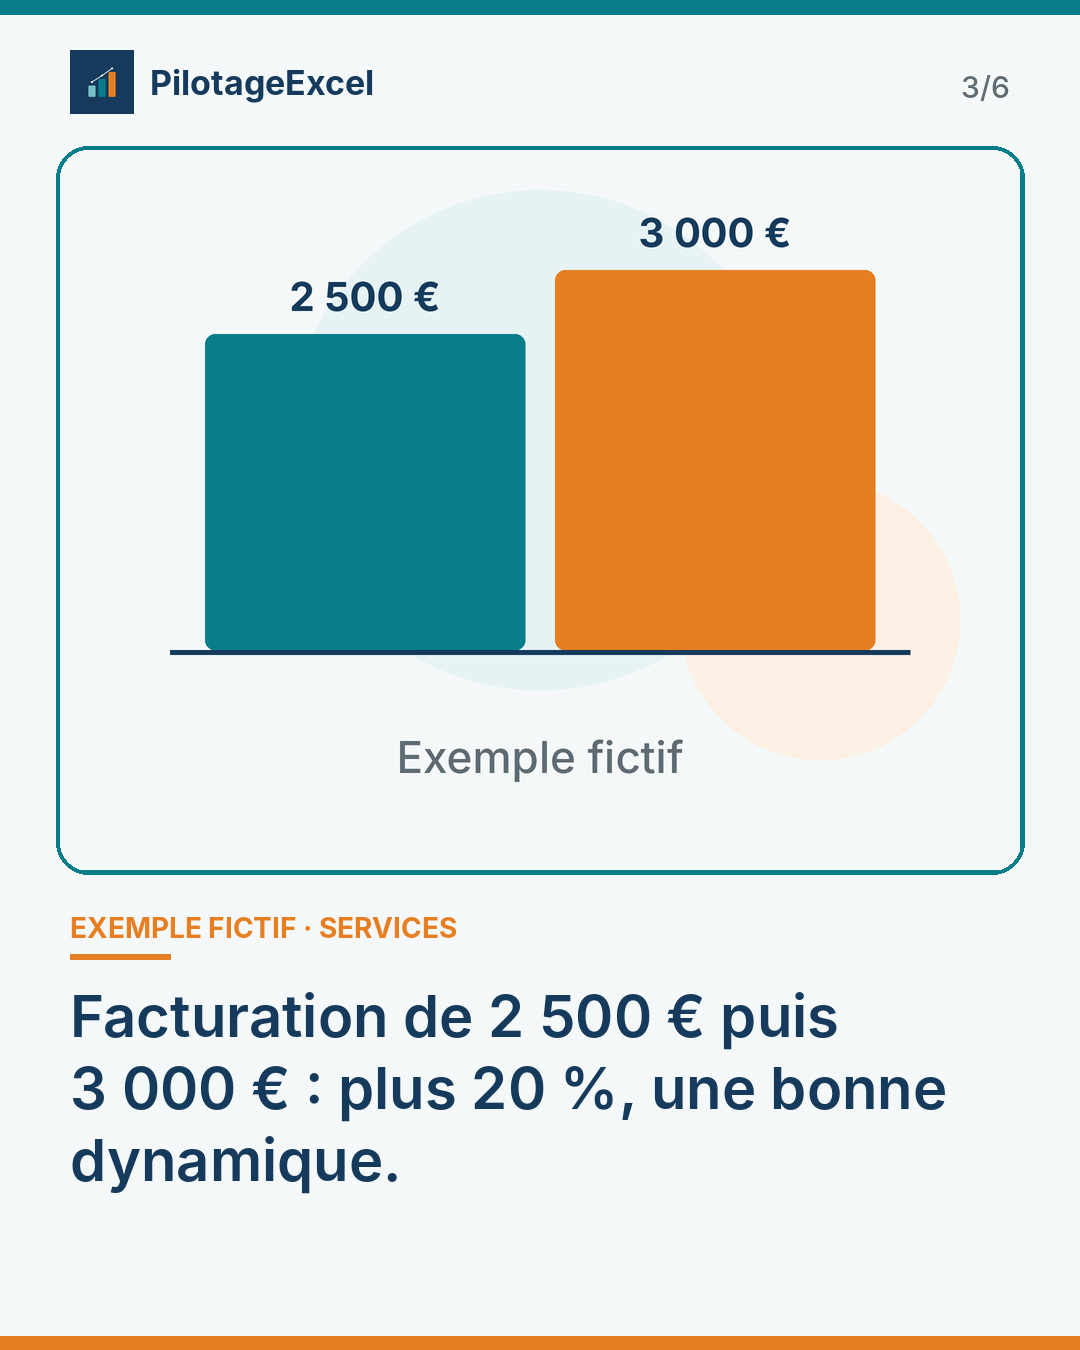 PilotageExcel
3/6
3 000 €
2 500 €
Exemple fictif
EXEMPLE FICTIF · SERVICES
Facturation de 2 500 € puis
3 000 € : plus 20 %, une bonne
dynamique.